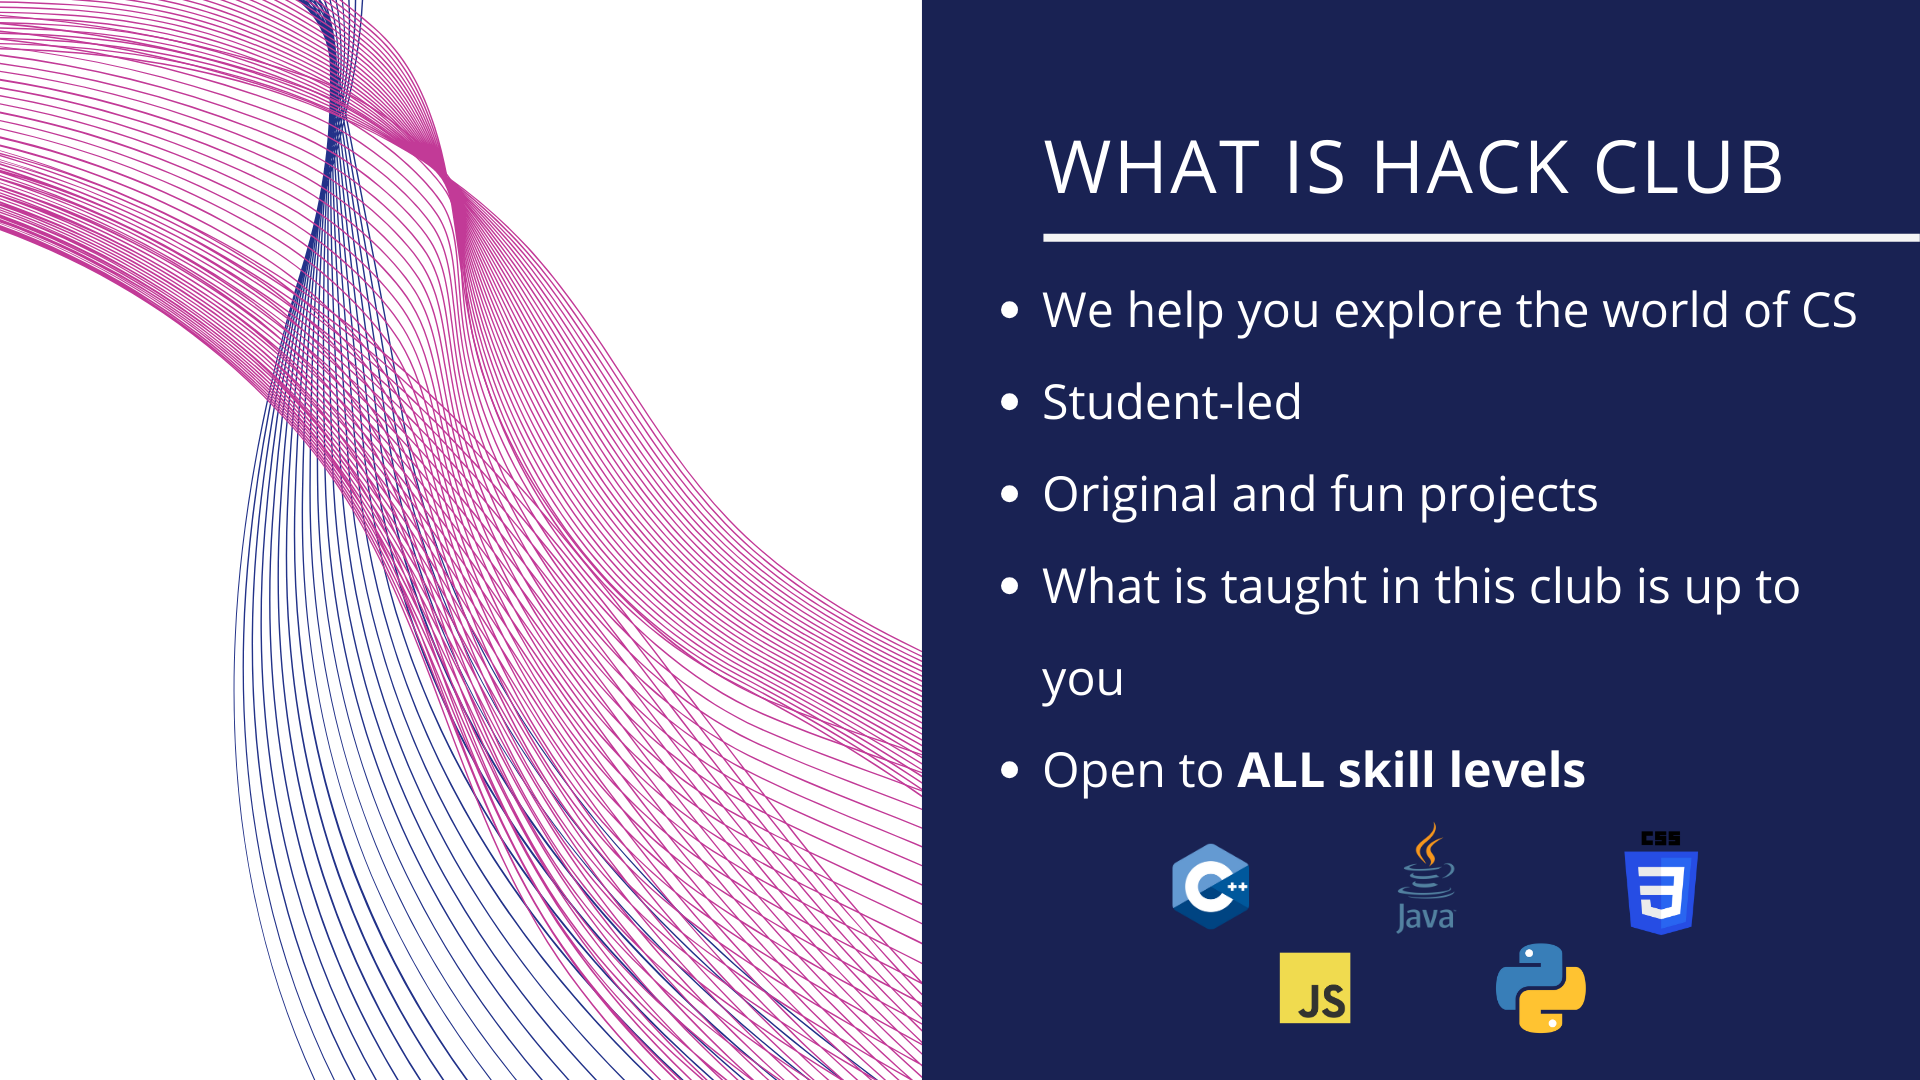 WHAT IS HACK CLUB
• We help you explore the world of CS
• Student-led
• Original and fun projects
• What is taught in this club is up to
you
• Open to ALL skill levels
C++
Java
CSS
3
JS